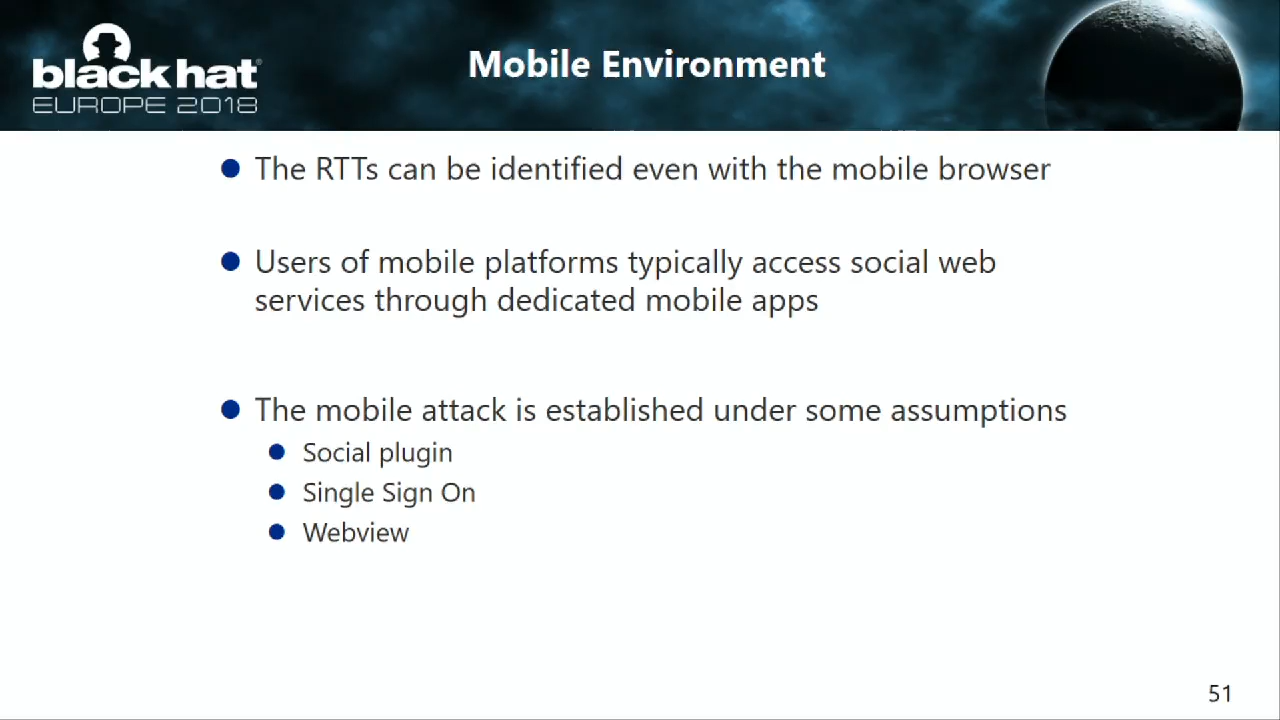 black hat
EUROPE 2018
Mobile Environment
The RTTs can be identified even with the mobile browser
Users of mobile platforms typically access social web
services through dedicated mobile apps
The mobile attack is established under some assumptions
Social plugin
Single Sign On
Webview
51